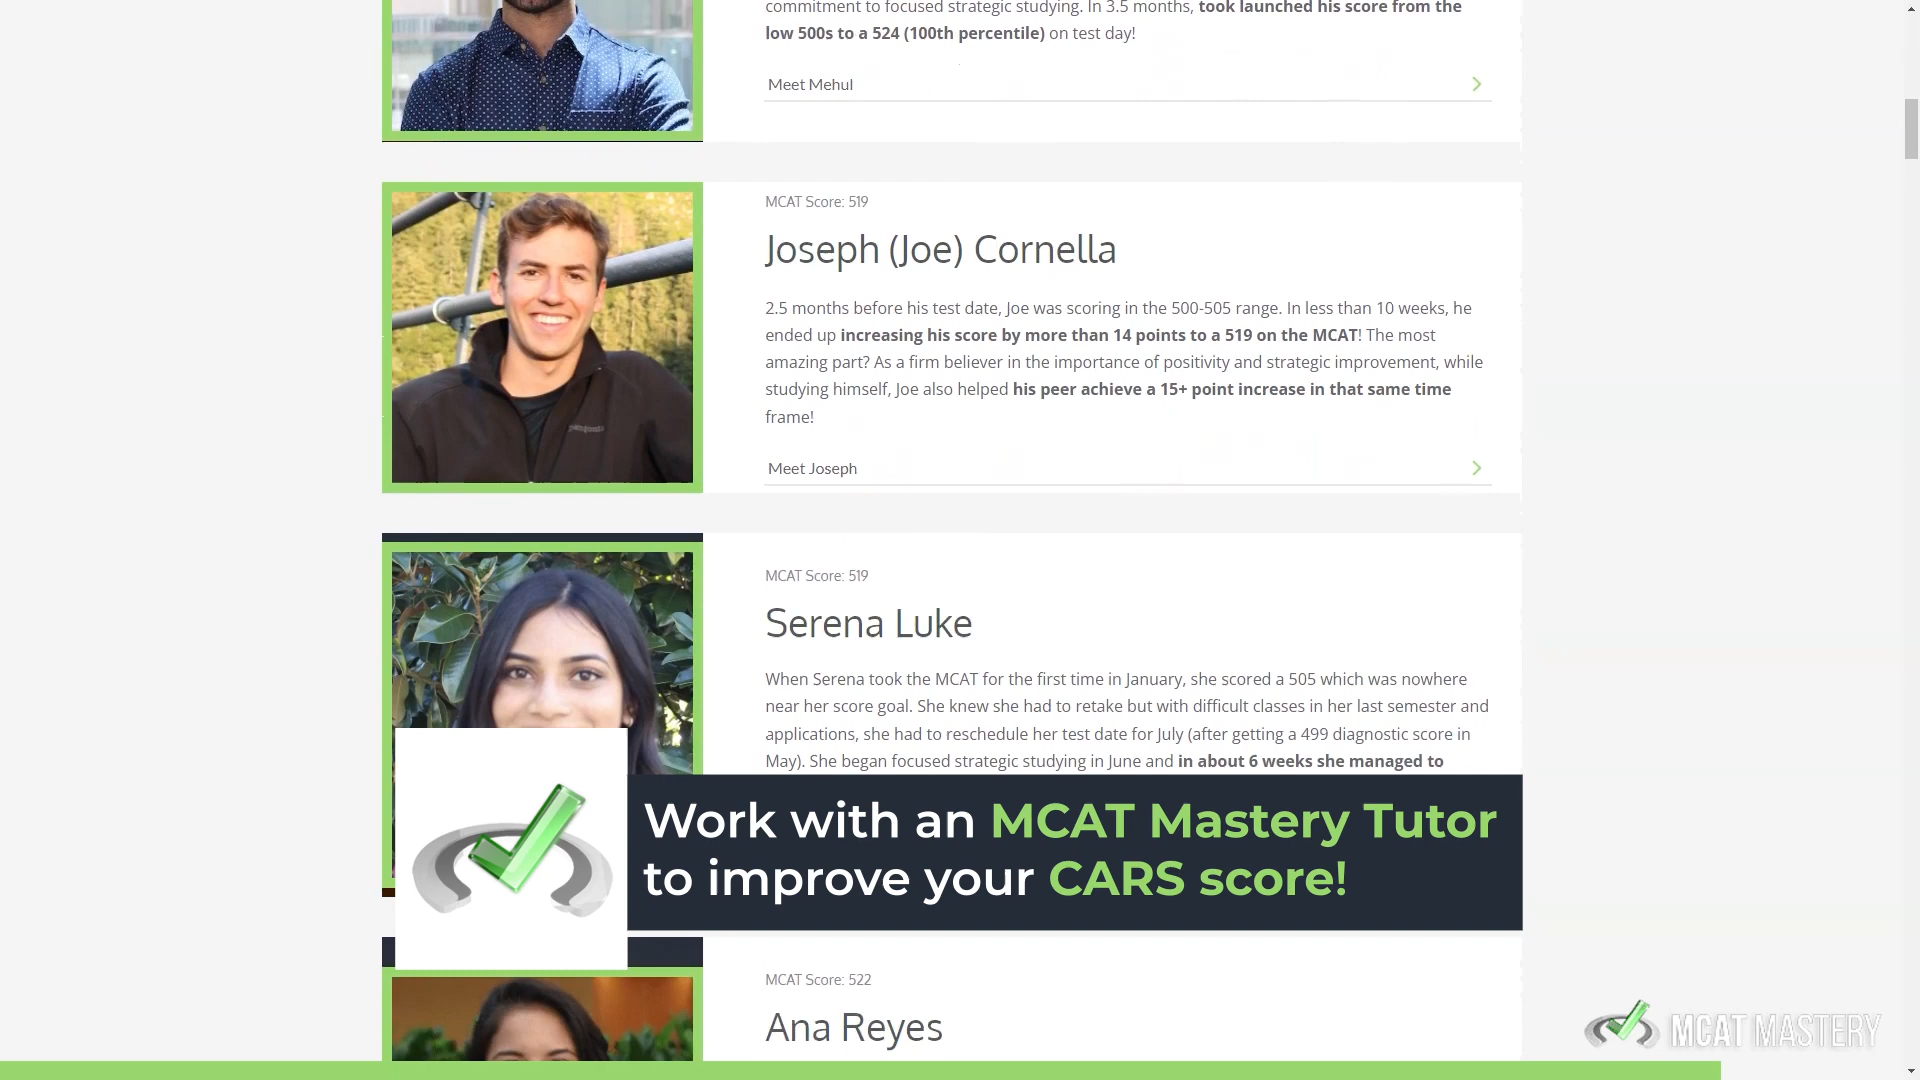 commitment to focused strategic studying. In 3.5 months, took launched his score from the
low 500s to a 524 (100th percentile) on test day!
Meet Mehul
MCAT Score: 519
Joseph (Joe) Cornella
2.5 months before his test date, Joe was scoring in the 500-505 range. In less than 10 weeks, he
ended up increasing his score by more than 14 points to a 519 on the MCAT! The most
amazing part? As a firm believer in the importance of positivity and strategic improvement, while
studying himself, Joe also helped his peer achieve a 15+ point increase in that same time
frame!
Meet Joseph
MCAT Score: 519
Serena Luke
When Serena took the MCAT for the first time in January, she scored a 505 which was nowhere
near her score goal. She knew she had to retake but with difficult classes in her last semester and
applications, she had to reschedule her test date for July (after getting a 499 diagnostic score in
May). She began focused strategic studying in June and in about 6 weeks she managed to
Work with an MCAT Mastery Tutor
to improve your CARS score!
MCAT Score: 522
Ana Reyes
MCAT MASTERY